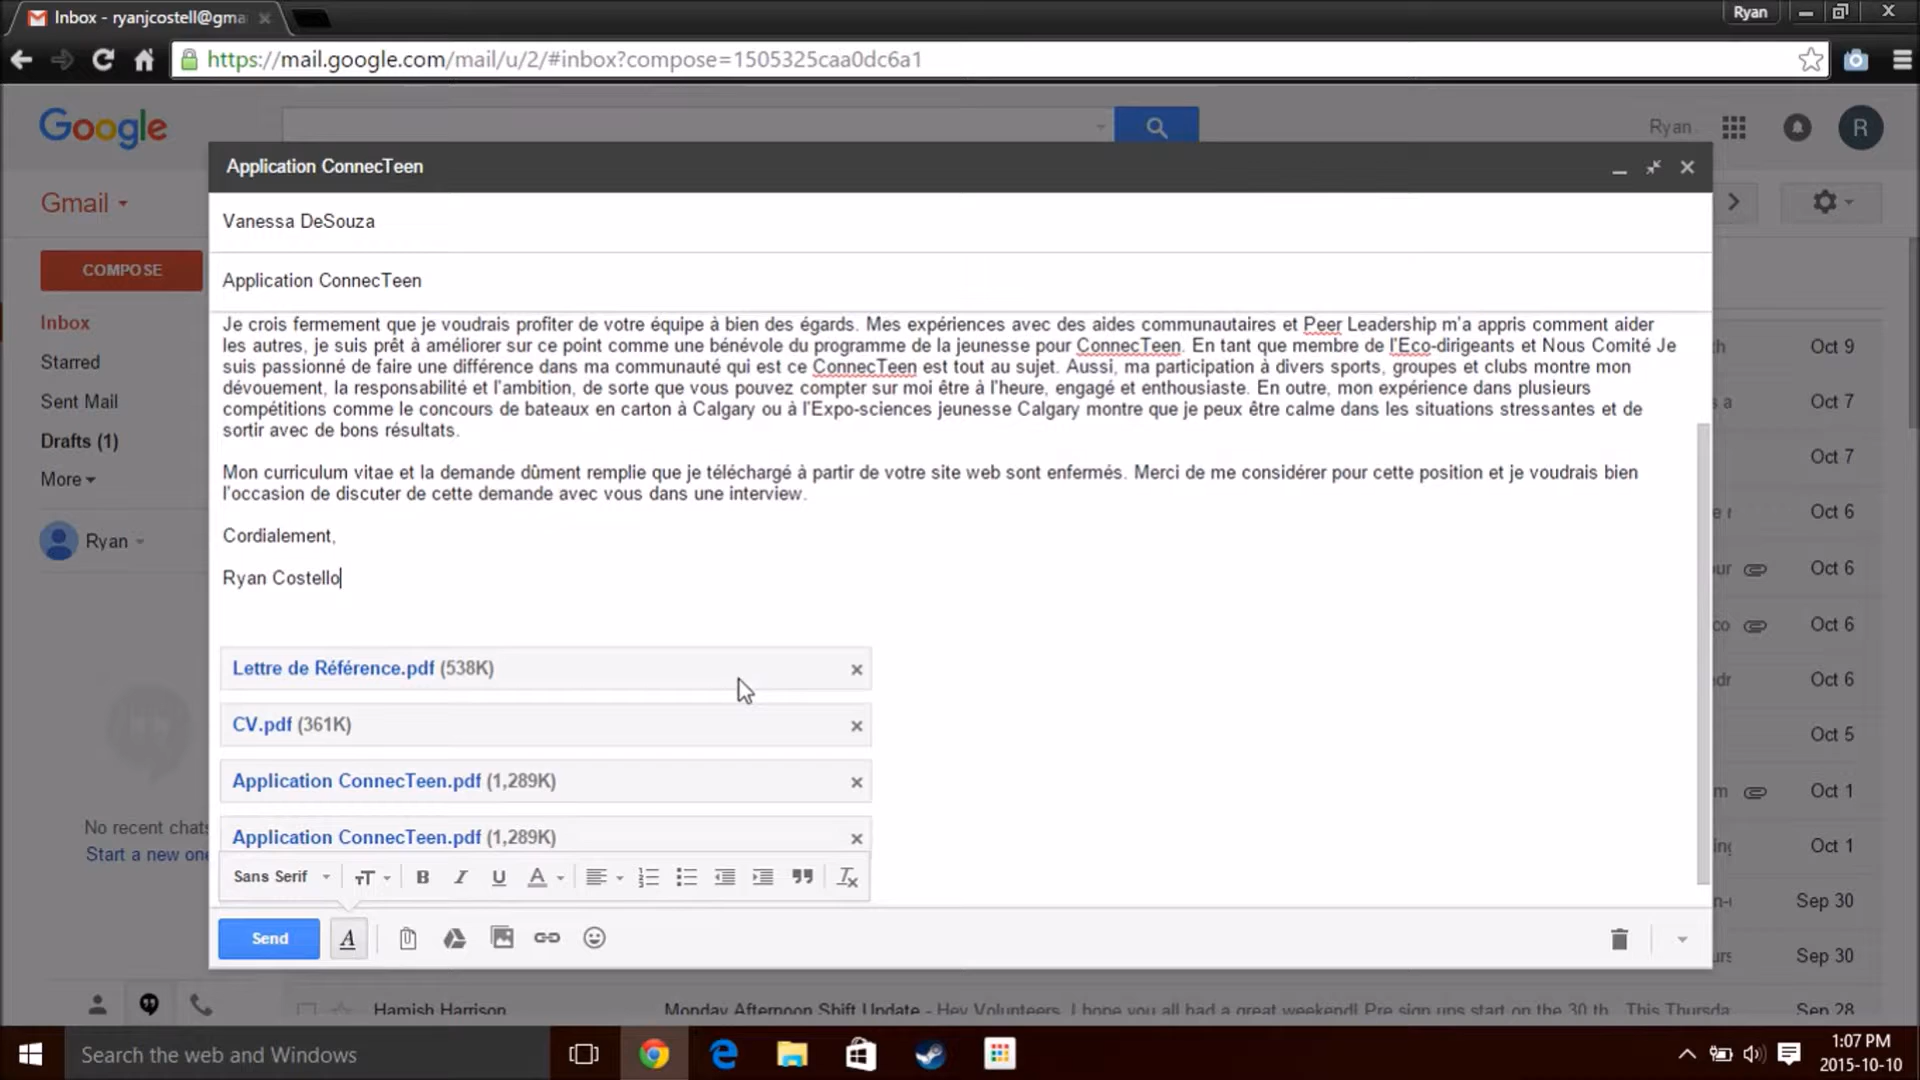 Inbox - ryanjcostell@gma
Ryan
https://mail.google.com/mail/u/2/#inbox?compose=1505325caa0dc6a1
Google
Ryan
R
Application ConnecTeen
Gmail
Vanessa DeSouza
COMPOSE
Application ConnecTeen
Inbox
Je crois fermement que je voudrais profiter de votre équipe à bien des égards. Mes expériences avec des aides communautaires et Peer Leadership m'a appris comment aider
les autres, je suis prêt à améliorer sur ce point comme une bénévole du programme de la jeunesse pour ConnecTeen. En tant que membre de l'Eco-dirigeants et Nous Comité Je
Oct 9
Starred
suis passionné de faire une différence dans ma communauté qui est ce ConnecTeen est tout au sujet. Aussi, ma participation à divers sports, groupes et clubs montre mon
dévouement, la responsabilité et l'ambition, de sorte que vous pouvez compter sur moi être à l'heure, engagé et enthousiaste. En outre, mon expérience dans plusieurs
Sent Mail
compétitions comme le concours de bateaux en carton à Calgary ou à l'Expo-sciences jeunesse Calgary montre que je peux être calme dans les situations stressantes et de
Oct 7
sortir avec de bons résultats.
Drafts (1)
Oct 7
Mon curriculum vitae et la demande dûment remplie que je téléchargé à partir de votre site web sont enfermés. Merci de me considérer pour cette position et je voudrais bien
More
l'occasion de discuter de cette demande avec vous dans une interview.
Oct 6
Cordialement,
Ryan
Oct 6
Ryan Costello
Oct 6
Lettre de Référence.pdf (538K)
Oct 6
CV.pdf (361K)
Oct 5
Application ConnecTeen.pdf (1,289K)
Oct 1
No recent chats
Start a new one
Application ConnecTeen.pdf (1,289K)
Oct 1
Sans Serif
Sep 30
Send
Sep 30
Hamish Harrison
Monday Afternoon Shift Update - Hey Volunteers, I hope you all had a great weekend! Pre sign ups start on the 30 th. This Thursda
Sep 28
Search the web and Windows
1:07 PM
2015-10-10